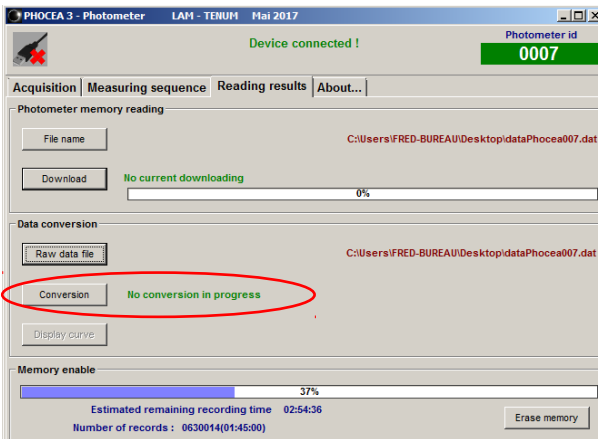 PHOCEA 3 - Photometer LAM - TENUM Mai 2017
Device connected !
Photometer id
0007
Acquisition Measuring sequence Reading results About...
Photometer memory reading
File name C:\Users\FRED-BUREAU\Desktop\dataPhocea007.dat
Download No current downloading
0%
Data conversion
Raw data file C:\Users\FRED-BUREAU\Desktop\dataPhocea007.dat
Conversion No conversion in progress
Display curve
Memory enable
37%
Estimated remaining recording time 02:54:36
Number of records : 0630014(01:45:00)
Erase memory